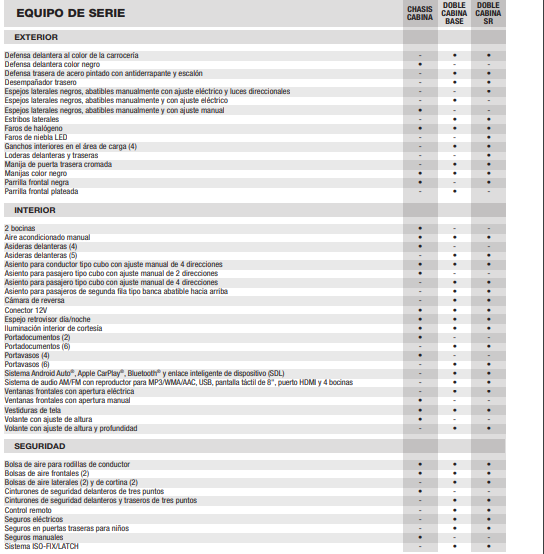 EQUIPO DE SERIE CHASIS CABINA DOBLE CABINA BASE DOBLE CABINA SR
EXTERIOR
Defensa delantera al color de la carrocería - • •
Defensa delantera color negro • - -
Defensa trasera de acero pintado con antiderrapante y escalón - • •
Desempañador trasero - • •
Espejos laterales negros, abatibles manualmente con ajuste eléctrico y luces direccionales - - •
Espejos laterales negros, abatibles manualmente y con ajuste eléctrico - • -
Espejos laterales negros, abatibles manualmente y con ajuste manual • - -
Estribos laterales - • •
Faros de halógeno • • •
Faros de niebla LED - - •
Ganchos interiores en el área de carga (4) - • •
Loderas delanteras y traseras - - •
Manija de puerta trasera cromada - • •
Manijas color negro • • •
Parrilla frontal negra • - •
Parrilla frontal plateada - • -
INTERIOR
2 bocinas • - -
Aire acondicionado manual • • •
Asideras delanteras (4) • - -
Asideras delanteras (5) - • •
Asiento para conductor tipo cubo con ajuste manual de 4 direcciones • • •
Asiento para pasajero tipo cubo con ajuste manual de 2 direcciones • - -
Asiento para pasajero tipo cubo con ajuste manual de 4 direcciones - • •
Asiento para pasajeros de segunda fila tipo banca abatible hacia arriba - • •
Cámara de reversa - • •
Conector 12V • • •
Espejo retrovisor día/noche • • •
Iluminación interior de cortesía • • •
Portadocumentos (2) • - -
Portadocumentos (6) - • •
Portavasos (4) • - -
Portavasos (6) - • •
Sistema Android Auto®, Apple CarPlay®, Bluetooth® y enlace inteligente de dispositivo (SDL) - • •
Sistema de audio AM/FM con reproductor para MP3/WMA/AAC, USB, pantalla táctil de 8", puerto HDMI y 4 bocinas - • •
Ventanas frontales con apertura eléctrica - • •
Ventanas frontales con apertura manual • - -
Vestiduras de tela • • •
Volante con ajuste de altura • - -
Volante con ajuste de altura y profundidad - • •
SEGURIDAD
Bolsa de aire para rodillas de conductor • • •
Bolsas de aire frontales (2) • • •
Bolsas de aire laterales (2) y de cortina (2) - • •
Cinturones de seguridad delanteros de tres puntos • - -
Cinturones de seguridad delanteros y traseros de tres puntos - • •
Control remoto - • •
Seguros eléctricos - • •
Seguros en puertas traseras para niños - • •
Seguros manuales • - -
Sistema ISO-FIX/LATCH - • •